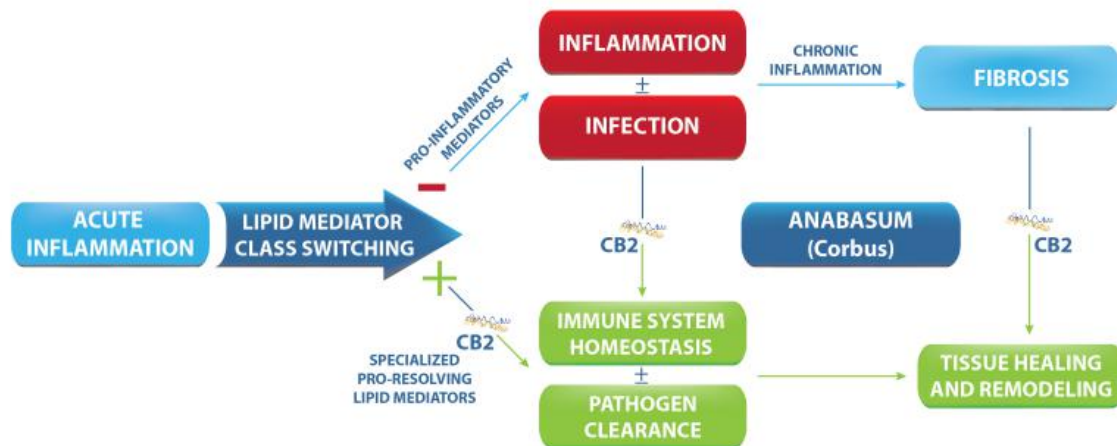 ACUTE
INFLAMMATION
LIPID MEDIATOR
CLASS SWITCHING
PRO-INFLAMMATORY
MEDIATORS
INFLAMMATION
±
INFECTION
CHRONIC
INFLAMMATION
FIBROSIS
CB2
ANABASUM
(Corbus)
CB2
CB2
SPECIALIZED
PRO-RESOLVING
LIPID MEDIATORS
IMMUNE SYSTEM
HOMEOSTASIS
±
PATHOGEN
CLEARANCE
TISSUE HEALING
AND REMODELING